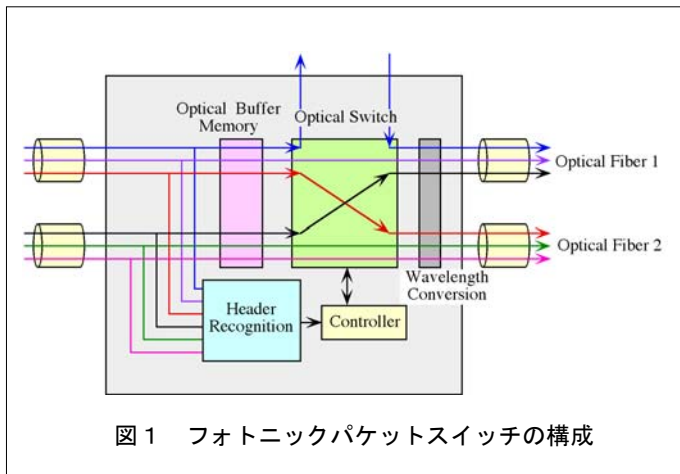 Optical Buffer
Memory
Optical Switch
Optical Fiber 1
Optical Fiber 2
Wavelength
Conversion
Header
Recognition
Controller
図1 フォトニックパケットスイッチの構成